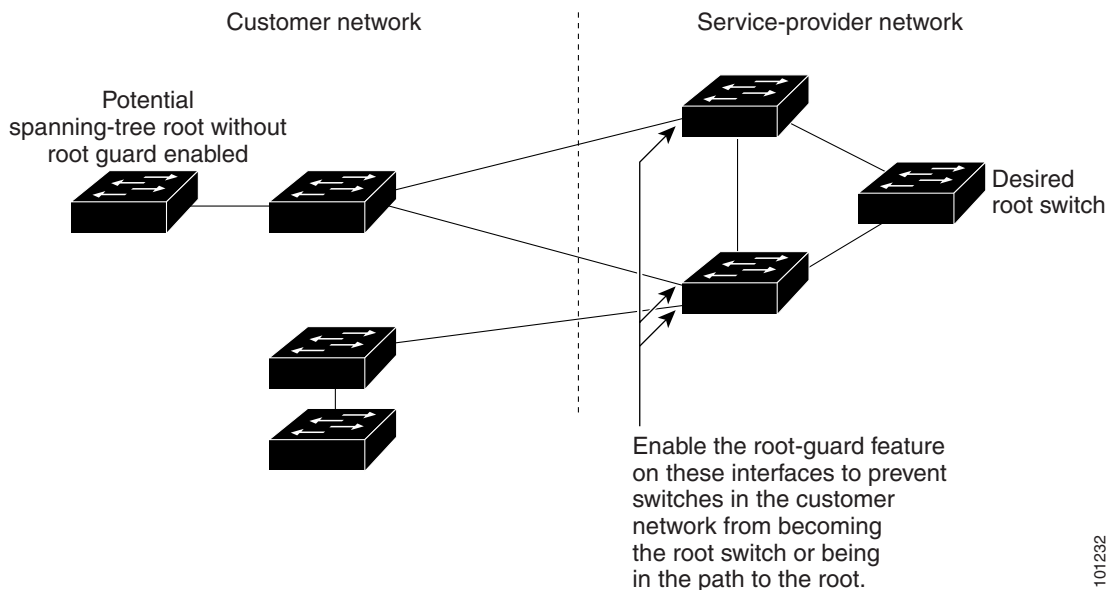 Customer network
Service-provider network
Potential
spanning-tree root without
root guard enabled
Desired
root switch
Enable the root-guard feature
on these interfaces to prevent
switches in the customer
network from becoming
the root switch or being
in the path to the root.
101232